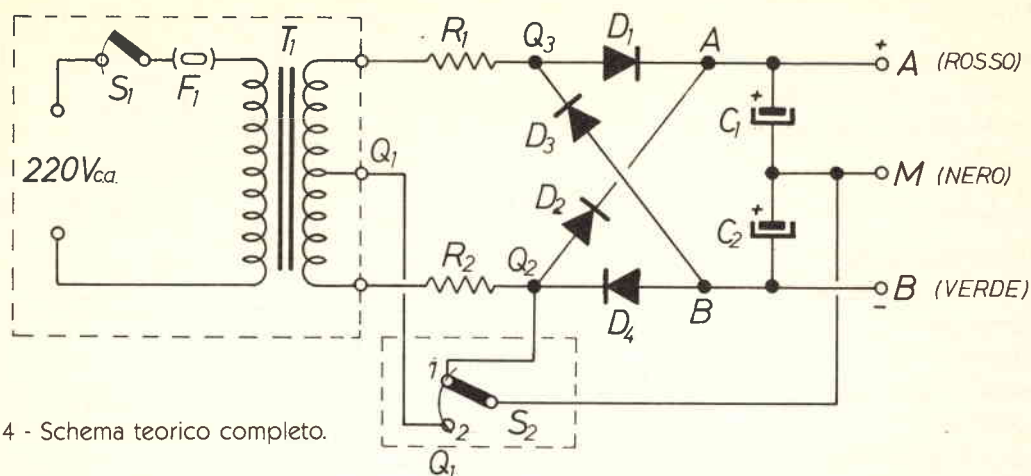 220V c.a.
S1
F1
T1
Q1
R1
Q3
D1
A
+
A (ROSSO)
D3
+
C1
M (NERO)
D2
+
C2
R2
Q2
D4
B
B (VERDE)
-
1
2
S2
Q1
4 - Schema teorico completo.